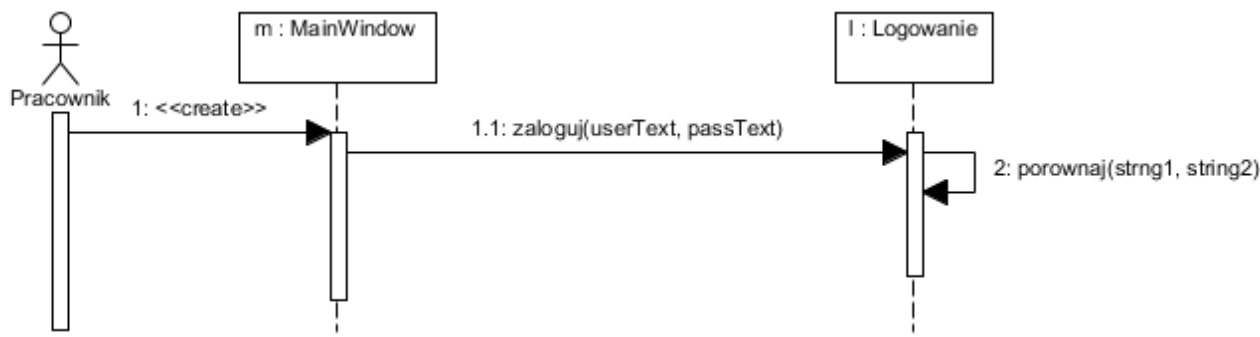 m : MainWindow
l : Logowanie
Pracownik
1: <<create>>
1.1: zaloguj(userText, passText)
2: porownaj(strng1, string2)